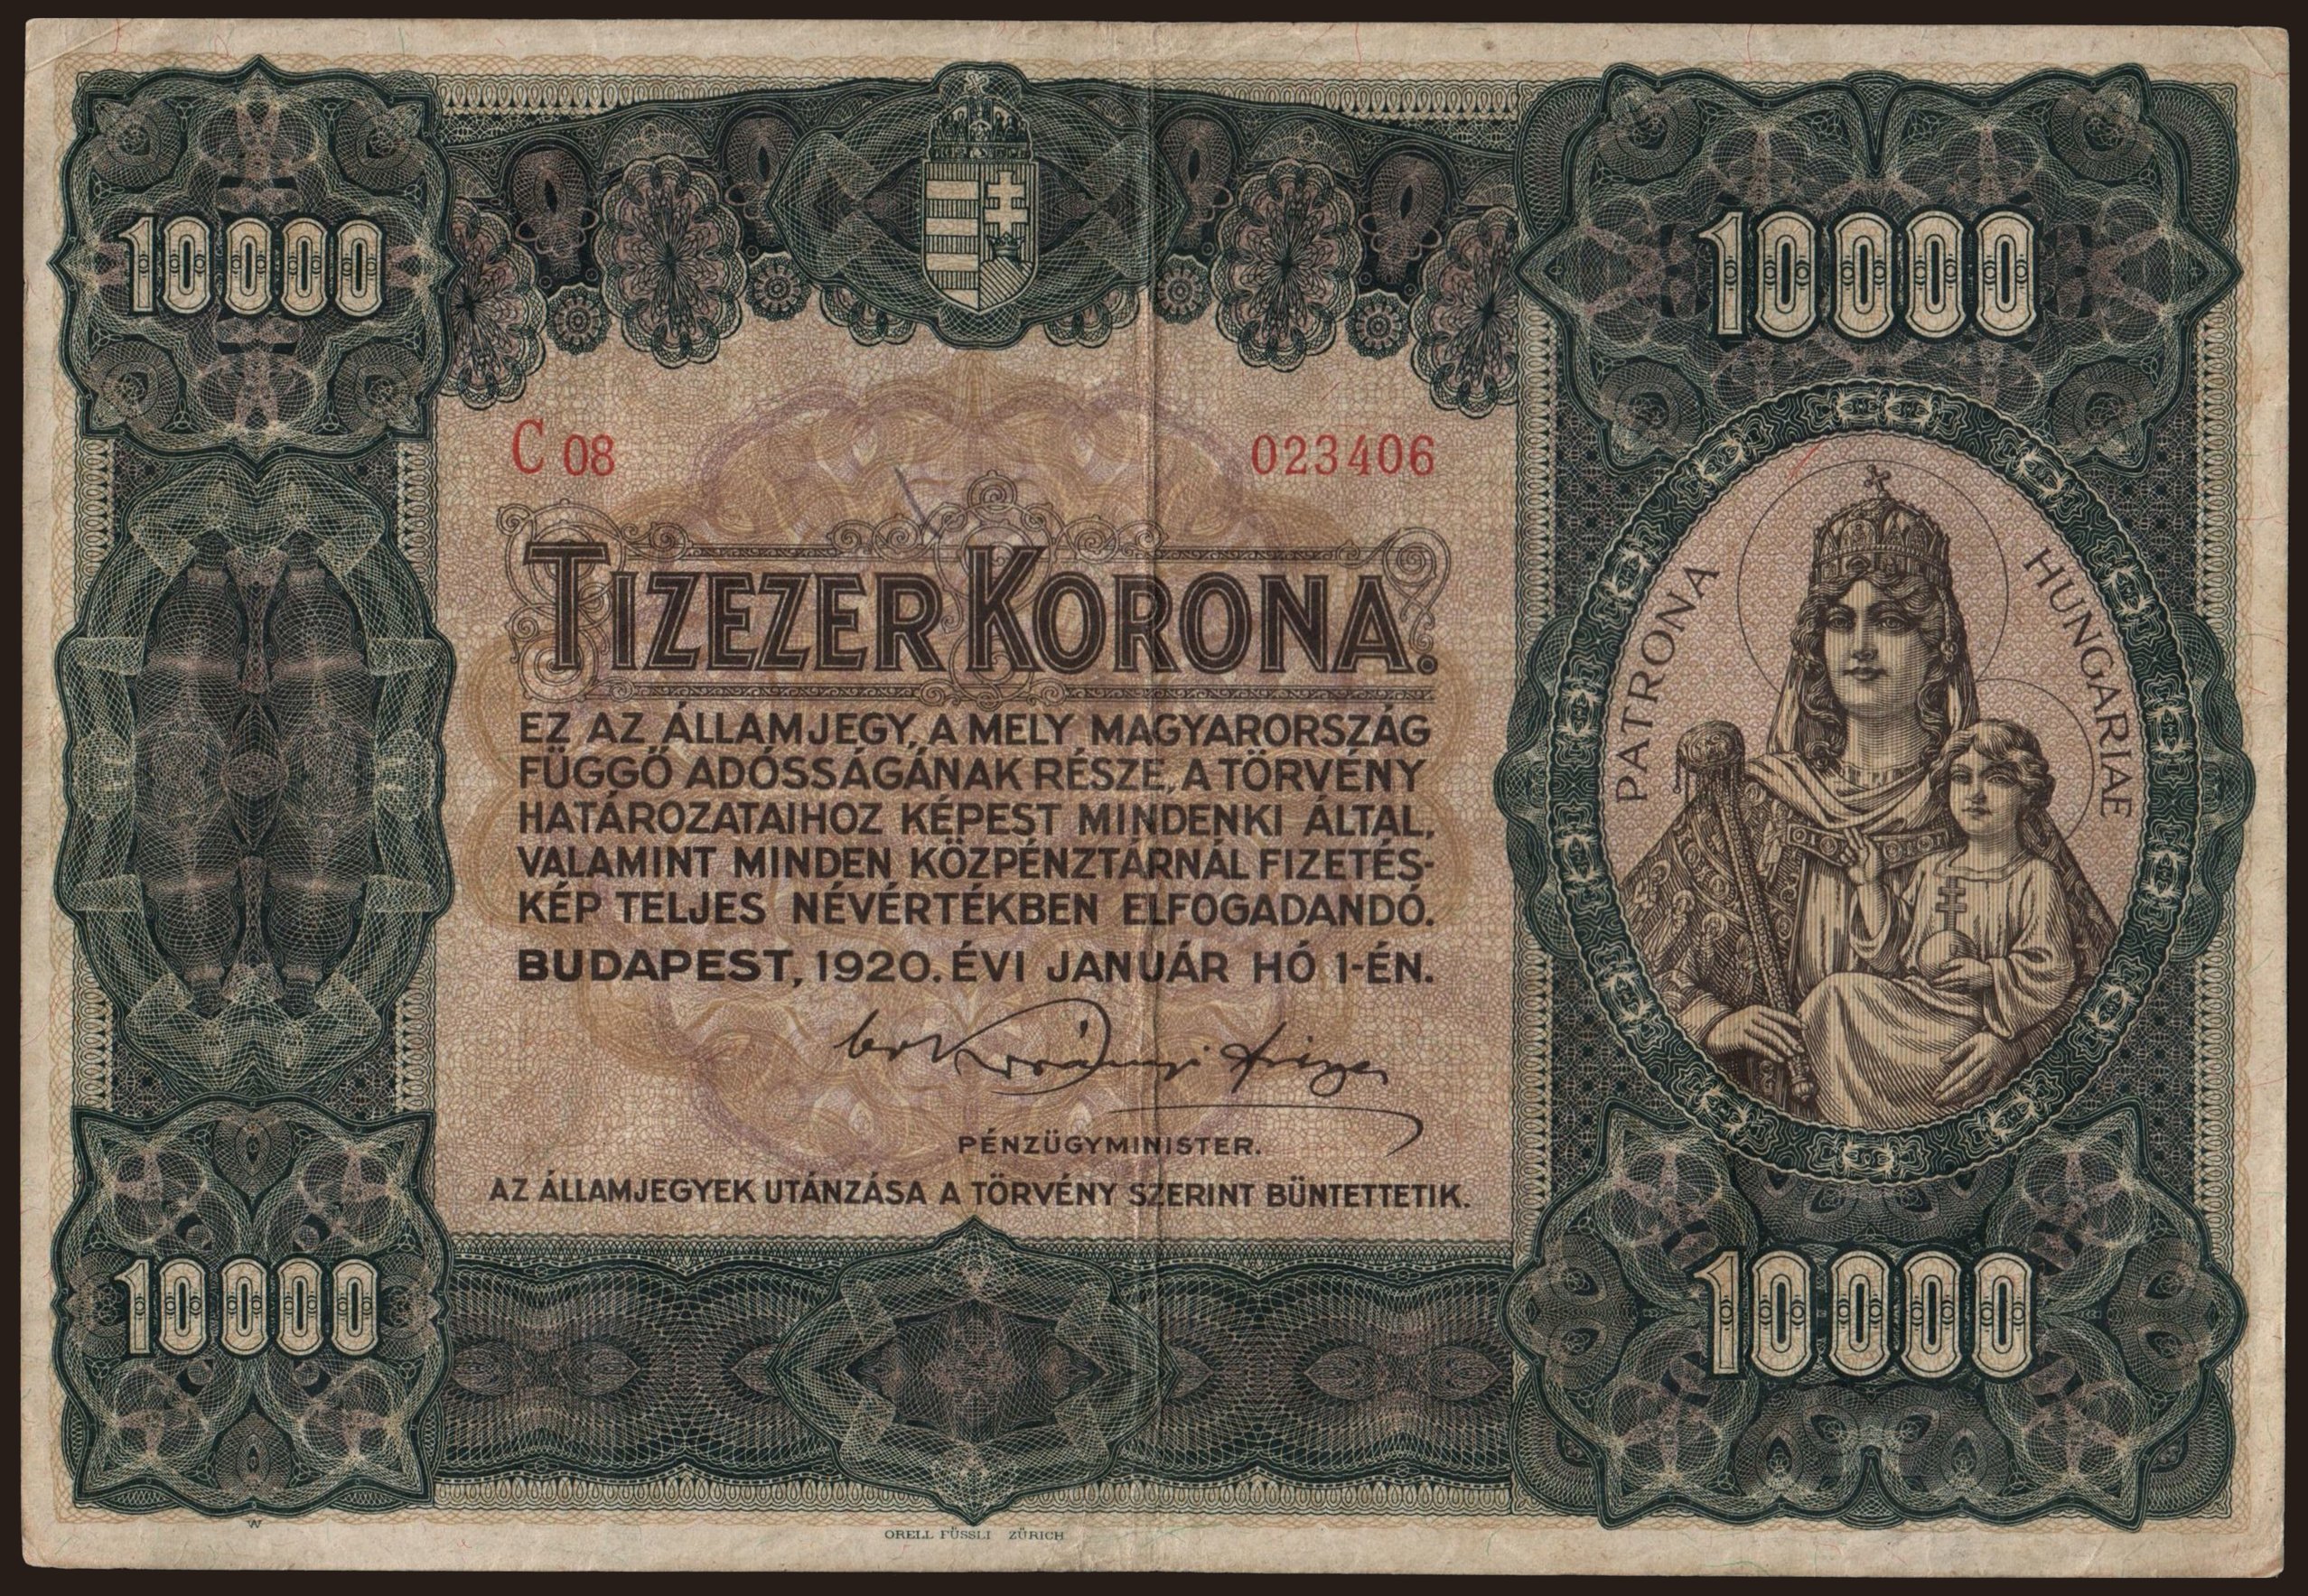 10000
10000
C 08
023406
TIZEZER KORONA.
EZ AZ ÁLLAMJEGY, A MELY MAGYARORSZÁG
FÜGGŐ ADÓSSÁGÁNAK RÉSZE, A TÖRVÉNY
HATÁROZATAIHOZ KÉPEST MINDENKI ÁLTAL,
VALAMINT MINDEN KÖZPÉNZTÁRNÁL FIZETÉS-
KÉP TELJES NÉVÉRTÉKBEN ELFOGADANDÓ.
BUDAPEST, 1920. ÉVI JANUÁR HÓ 1-ÉN.
Korányi Frigyes
PÉNZÜGYMINISTER.
AZ ÁLLAMJEGYEK UTÁNZÁSA A TÖRVÉNY SZERINT BÜNTETTETIK.
PATRONA HUNGARIAE
10000
10000
W
ORELL FÜSSLI ZÜRICH